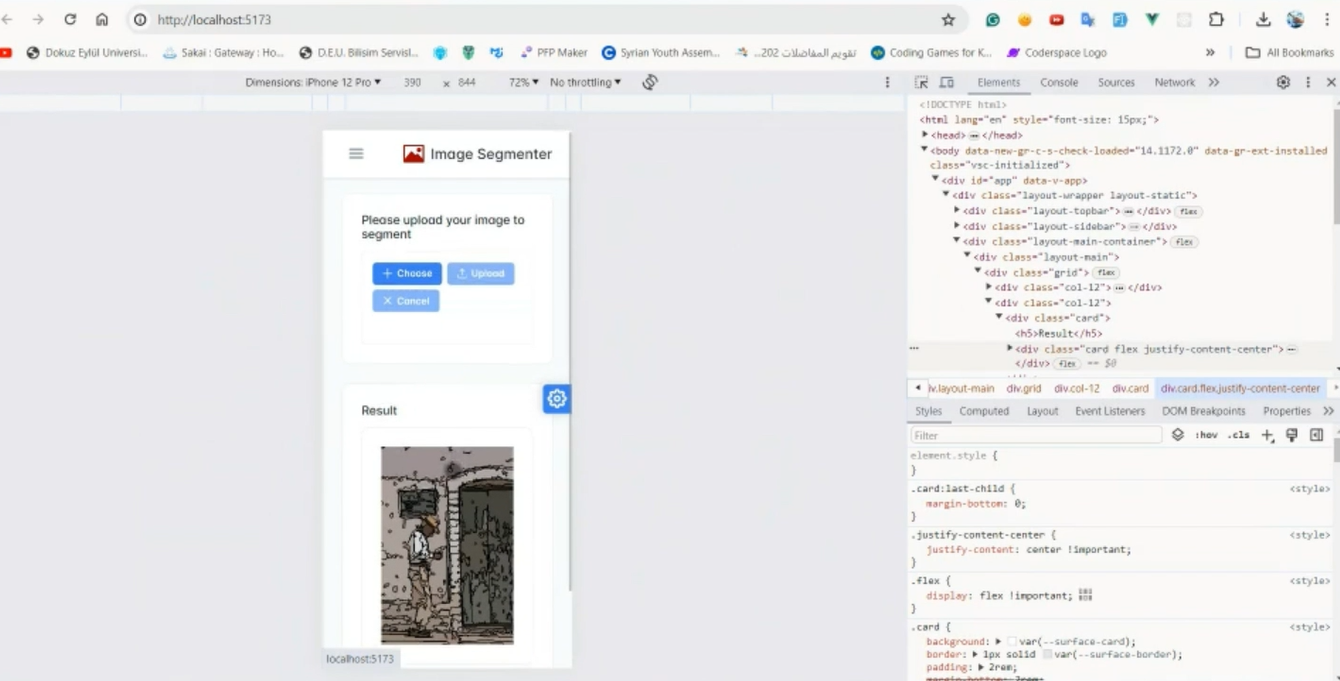 http://localhost:5173
Dokuz Eylül Universi... Sakai : Gateway : Ho... D.E.U. Bilisim Servisl... PFP Maker Syrian Youth Assem... تقويم المفاضلات 202... Coding Games for K... Coderspace Logo » All Bookmarks
Dimensions: iPhone 12 Pro ▼ 390 x 844 72% ▼ No throttling ▼
Elements Console Sources Network »
Image Segmenter
Please upload your image to
segment
+ Choose Upload
× Cancel
Result
localhost:5173
<!DOCTYPE html>
<html lang="en" style="font-size: 15px;">
▶<head> ⋯ </head>
▼<body data-new-gr-c-s-check-loaded="14.1172.0" data-gr-ext-installed
class="vsc-initialized">
▼<div id="app" data-v-app>
▼<div class="layout-wrapper layout-static">
▶<div class="layout-topbar"> ⋯ </div> flex
▶<div class="layout-sidebar"> ⋯ </div>
▼<div class="layout-main-container"> flex
▼<div class="layout-main">
▼<div class="grid"> flex
▶<div class="col-12"> ⋯ </div>
▼<div class="col-12">
▼<div class="card">
<h5>Result</h5>
▶<div class="card flex justify-content-center"> ⋯
</div> flex == $0
iv.layout-main div.grid div.col-12 div.card div.card.flex.justify-content-center
Styles Computed Layout Event Listeners DOM Breakpoints Properties »
Filter :hov .cls
element.style {
}
.card:last-child { <style>
margin-bottom: 0;
}
.justify-content-center { <style>
justify-content: center !important;
}
.flex { <style>
display: flex !important;
}
.card { <style>
background: ▶ var(--surface-card);
border: ▶ 1px solid var(--surface-border);
padding: ▶ 2rem;
margin-bottom: 2rem;